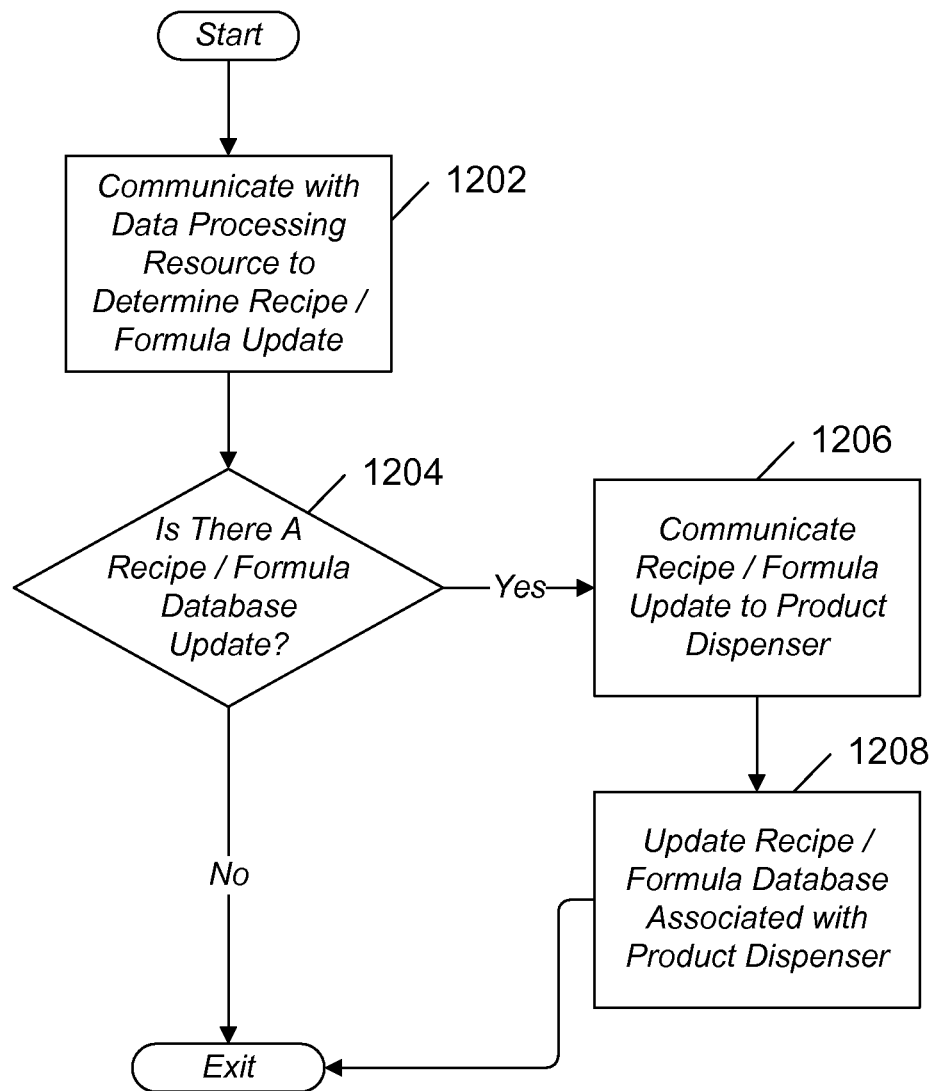 Start
Communicate with
Data Processing
Resource to
Determine Recipe /
Formula Update
1202
Is There A
Recipe / Formula
Database
Update?
1204
Yes
1206
Communicate
Recipe / Formula
Update to Product
Dispenser
1208
Update Recipe /
Formula Database
Associated with
Product Dispenser
No
Exit